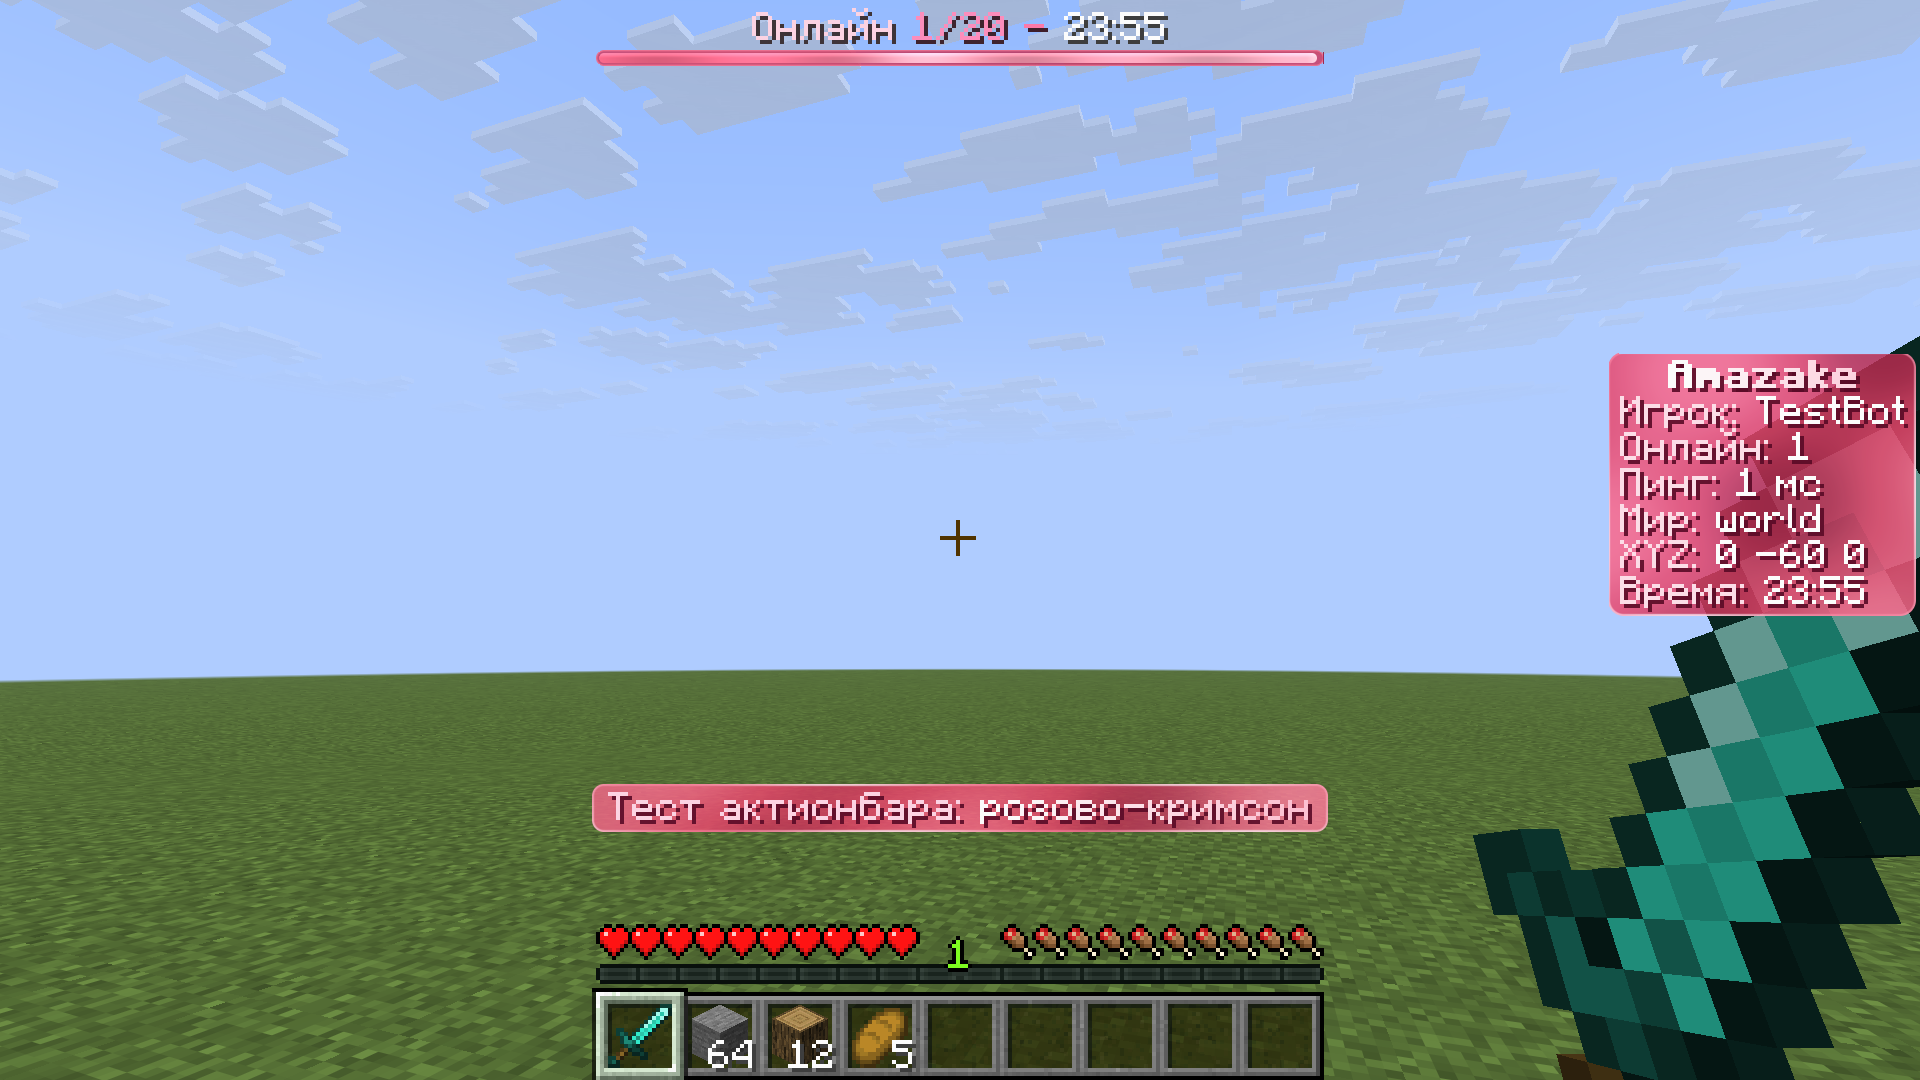 Онлайн 1/20 - 23:55
Amazake
Игрок: TestBot
Онлайн: 1
Пинг: 1 мс
Мир: world
XYZ: 0 -60 0
Время: 23:55
Тест актионбара: розово-кримсон
1
64 12 5